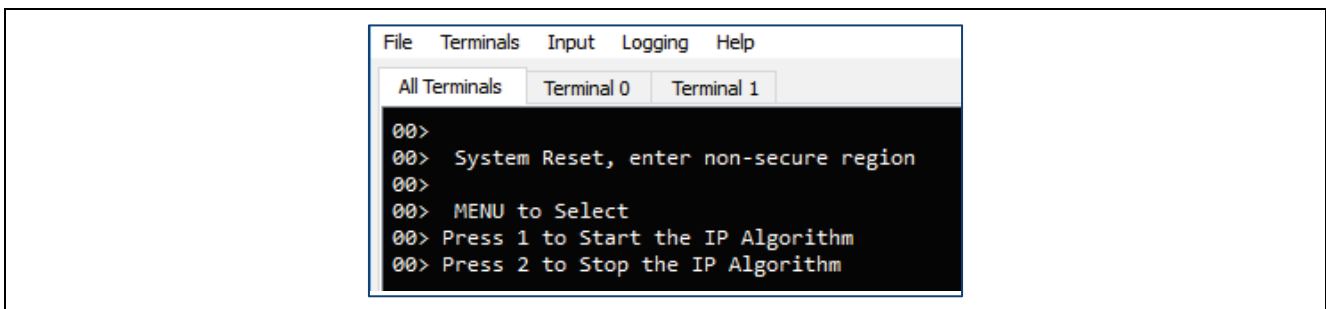 File Terminals Input Logging Help
All Terminals Terminal 0 Terminal 1
00>
00>  System Reset, enter non-secure region
00>
00>  MENU to Select
00> Press 1 to Start the IP Algorithm
00> Press 2 to Stop the IP Algorithm